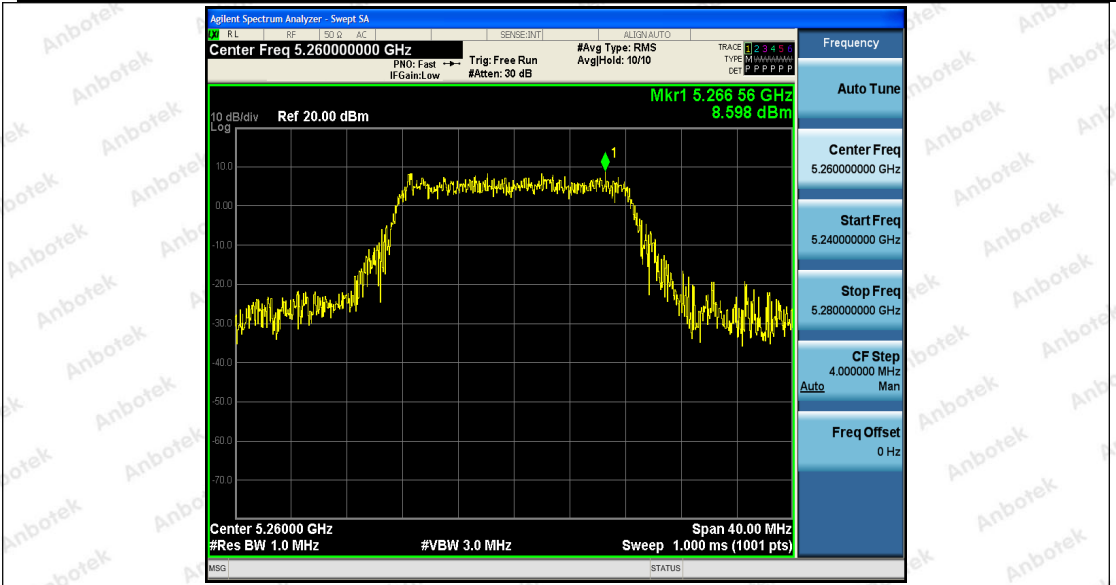 Agilent Spectrum Analyzer - Swept SA
RL RF 50 Ω AC SENSE:INT ALIGNAUTO
Center Freq 5.260000000 GHz
PNO: Fast
IFGain:Low
Trig: Free Run
#Atten: 30 dB
#Avg Type: RMS
Avg|Hold: 10/10
TRACE 1 2 3 4 5 6
TYPE M W W W W W
DET P P P P P P
Mkr1 5.266 56 GHz
8.598 dBm
10 dB/div Ref 20.00 dBm
Log
1
10.0
0.00
-10.0
-20.0
-30.0
-40.0
-50.0
-60.0
-70.0
Center 5.26000 GHz Span 40.00 MHz
#Res BW 1.0 MHz #VBW 3.0 MHz Sweep 1.000 ms (1001 pts)
MSG STATUS
Frequency
Auto Tune
Center Freq
5.260000000 GHz
Start Freq
5.240000000 GHz
Stop Freq
5.280000000 GHz
CF Step
4.000000 MHz
Auto Man
Freq Offset
0 Hz
Anbotek